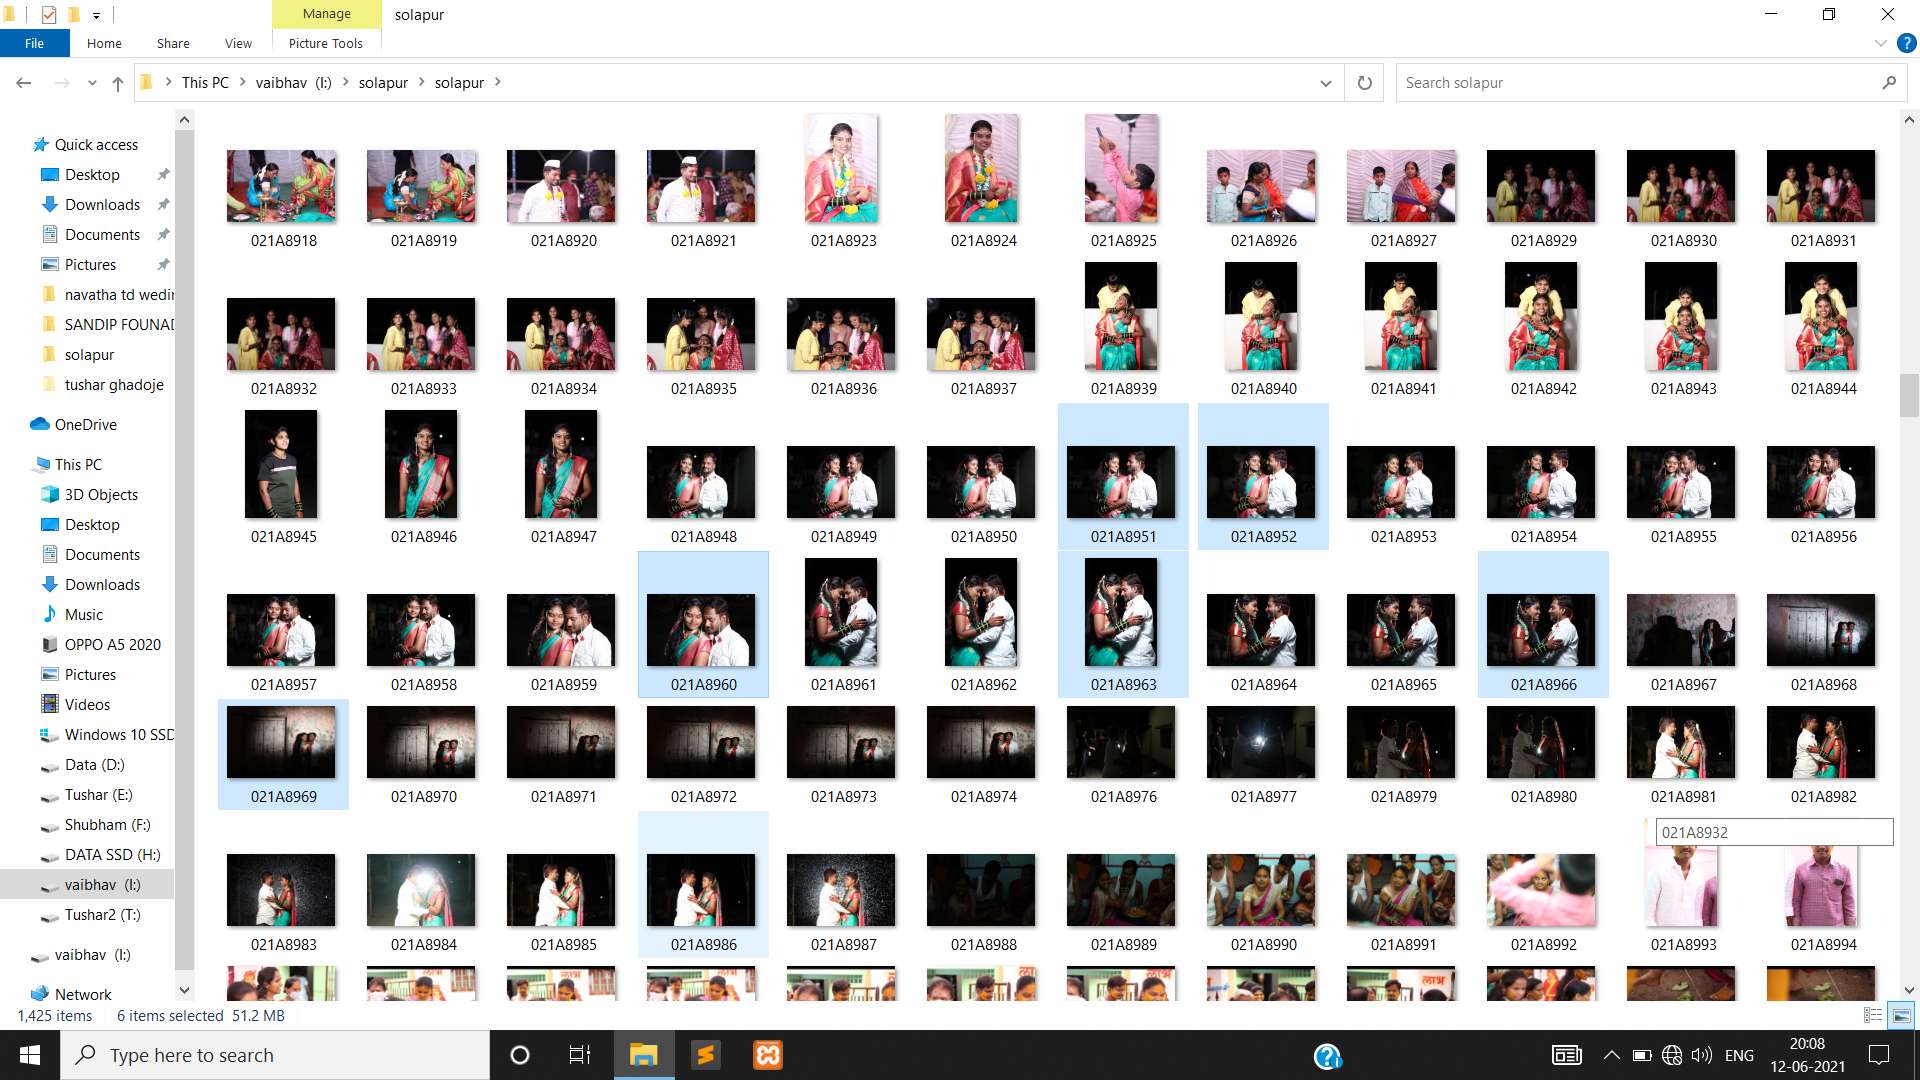 Manage
solapur
File
Home
Share
View
Picture Tools
This PC
vaibhav (I:)
solapur
solapur
Search solapur
Quick access
Desktop
Downloads
Documents
Pictures
navatha td wedin
SANDIP FOUNAD
solapur
tushar ghadoje
OneDrive
This PC
3D Objects
Desktop
Documents
Downloads
Music
OPPO A5 2020
Pictures
Videos
Windows 10 SSD
Data (D:)
Tushar (E:)
Shubham (F:)
DATA SSD (H:)
vaibhav (I:)
Tushar2 (T:)
vaibhav (I:)
Network
021A8918 021A8919 021A8920 021A8921 021A8923 021A8924 021A8925 021A8926 021A8927 021A8929 021A8930 021A8931
021A8932 021A8933 021A8934 021A8935 021A8936 021A8937 021A8939 021A8940 021A8941 021A8942 021A8943 021A8944
021A8945 021A8946 021A8947 021A8948 021A8949 021A8950 021A8951 021A8952 021A8953 021A8954 021A8955 021A8956
021A8957 021A8958 021A8959 021A8960 021A8961 021A8962 021A8963 021A8964 021A8965 021A8966 021A8967 021A8968
021A8969 021A8970 021A8971 021A8972 021A8973 021A8974 021A8976 021A8977 021A8979 021A8980 021A8981 021A8982
021A8932
021A8983 021A8984 021A8985 021A8986 021A8987 021A8988 021A8989 021A8990 021A8991 021A8992 021A8993 021A8994
लाभ
1,425 items 6 items selected 51.2 MB
Type here to search
ENG
20:08
12-06-2021